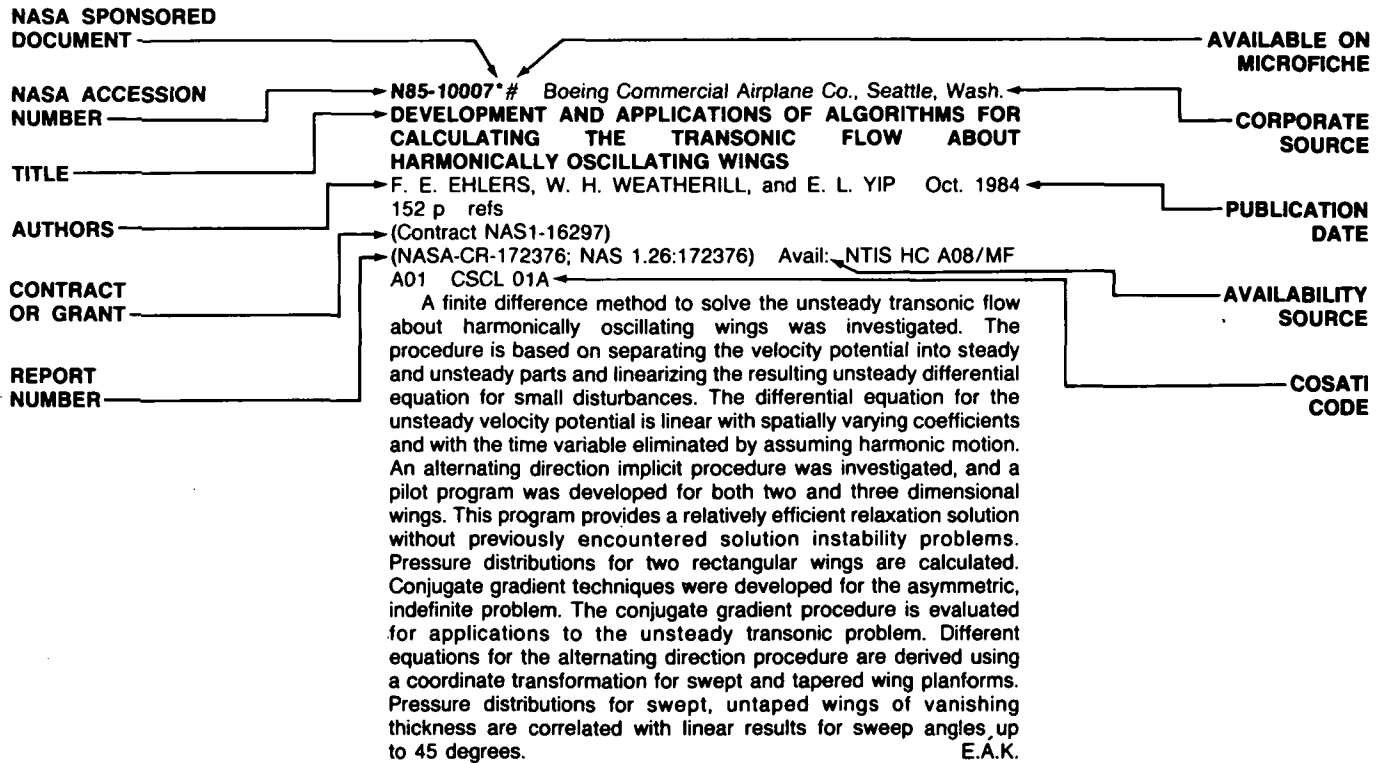 NASA SPONSORED
DOCUMENT
AVAILABLE ON
MICROFICHE
NASA ACCESSION
NUMBER
N85-10007*# Boeing Commercial Airplane Co., Seattle, Wash.
CORPORATE
SOURCE
TITLE
DEVELOPMENT AND APPLICATIONS OF ALGORITHMS FOR
CALCULATING THE TRANSONIC FLOW ABOUT
HARMONICALLY OSCILLATING WINGS
AUTHORS
F. E. EHLERS, W. H. WEATHERILL, and E. L. YIP Oct. 1984
152 p refs
PUBLICATION
DATE
CONTRACT
OR GRANT
(Contract NAS1-16297)
REPORT
NUMBER
(NASA-CR-172376; NAS 1.26:172376) Avail: NTIS HC A08/MF
A01 CSCL 01A
AVAILABILITY
SOURCE
COSATI
CODE
A finite difference method to solve the unsteady transonic flow
about harmonically oscillating wings was investigated. The
procedure is based on separating the velocity potential into steady
and unsteady parts and linearizing the resulting unsteady differential
equation for small disturbances. The differential equation for the
unsteady velocity potential is linear with spatially varying coefficients
and with the time variable eliminated by assuming harmonic motion.
An alternating direction implicit procedure was investigated, and a
pilot program was developed for both two and three dimensional
wings. This program provides a relatively efficient relaxation solution
without previously encountered solution instability problems.
Pressure distributions for two rectangular wings are calculated.
Conjugate gradient techniques were developed for the asymmetric,
indefinite problem. The conjugate gradient procedure is evaluated
for applications to the unsteady transonic problem. Different
equations for the alternating direction procedure are derived using
a coordinate transformation for swept and tapered wing planforms.
Pressure distributions for swept, untaped wings of vanishing
thickness are correlated with linear results for sweep angles up
to 45 degrees. E.A.K.